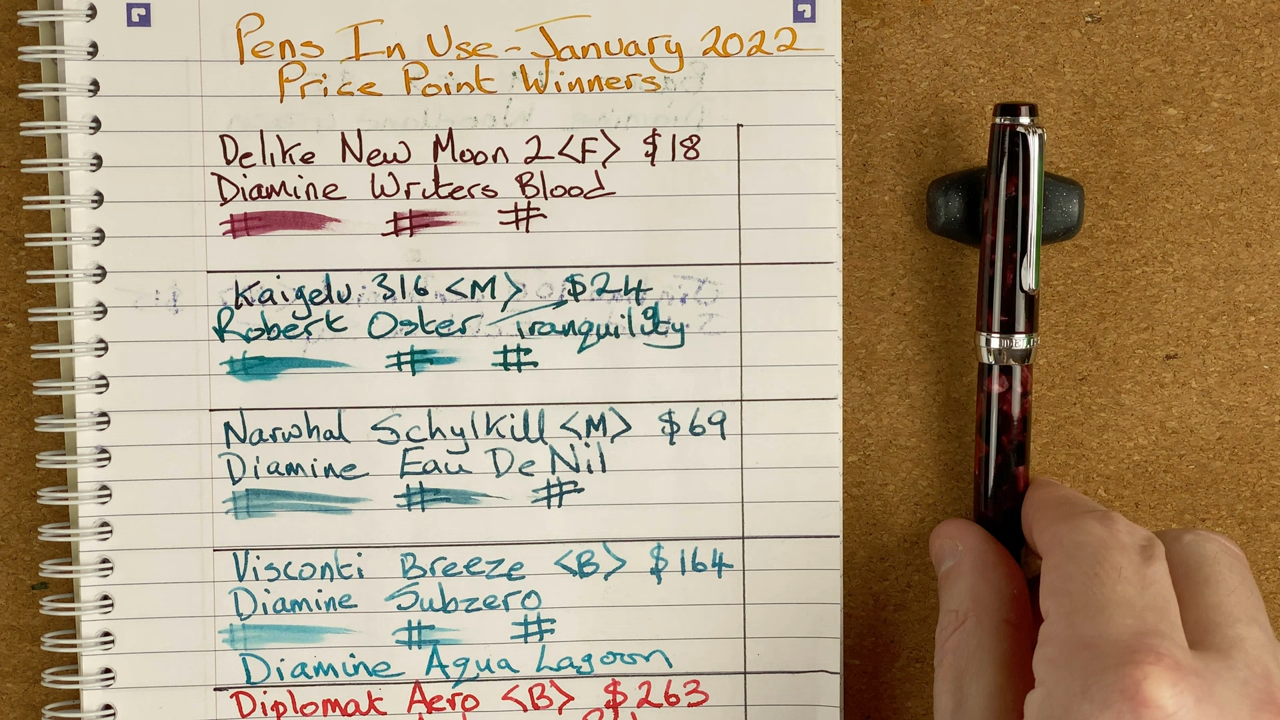 Pens In Use - January 2022
Price Point Winners
Delike New Moon 2 <F> $18
Diamine Writers Blood
Kaigelu 316 <M> $24
Robert Oster Tranquility
Narwhal Schylkill <M> $69
Diamine Eau De Nil
Visconti Breeze <B> $164
Diamine Subzero
Diamine Aqua Lagoon
Diplomat Aero <B> $263